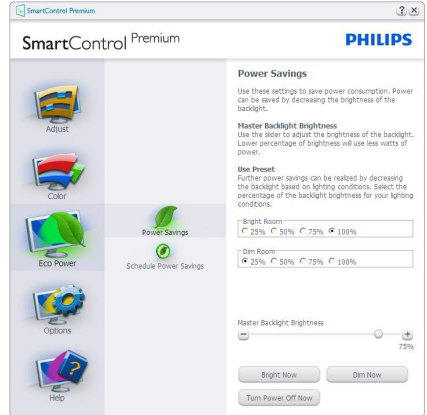 SmartControl Premium
SmartControl Premium
PHILIPS
Adjust
Color
Eco Power
Options
Help
Power Savings
Schedule Power Savings
Power Savings
Use these settings to save power consumption. Power
can be saved by decreasing the brightness of the
backlight.
Master Backlight Brightness
Use the slider to adjust the brightness of the backlight.
Lower percentage of brightness will use less watts of
power.
Use Preset
Further power savings can be realized by decreasing
the backlight based on lighting conditions. Select the
percentage of the backlight brightness for your lighting
conditions.
Bright Room
25% 50% 75% 100%
Dim Room
25% 50% 75% 100%
Master Backlight Brightness
75%
Bright Now Dim Now
Turn Power Off Now